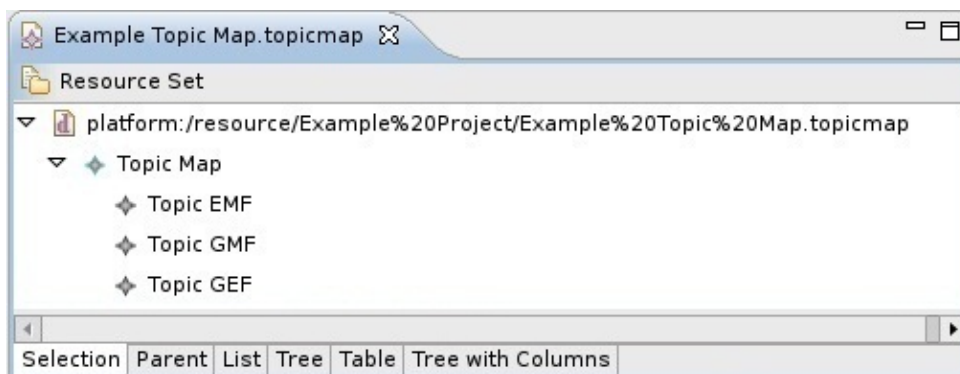 Example Topic Map.topicmap
Resource Set
platform:/resource/Example%20Project/Example%20Topic%20Map.topicmap
Topic Map
Topic EMF
Topic GMF
Topic GEF
Selection Parent List Tree Table Tree with Columns